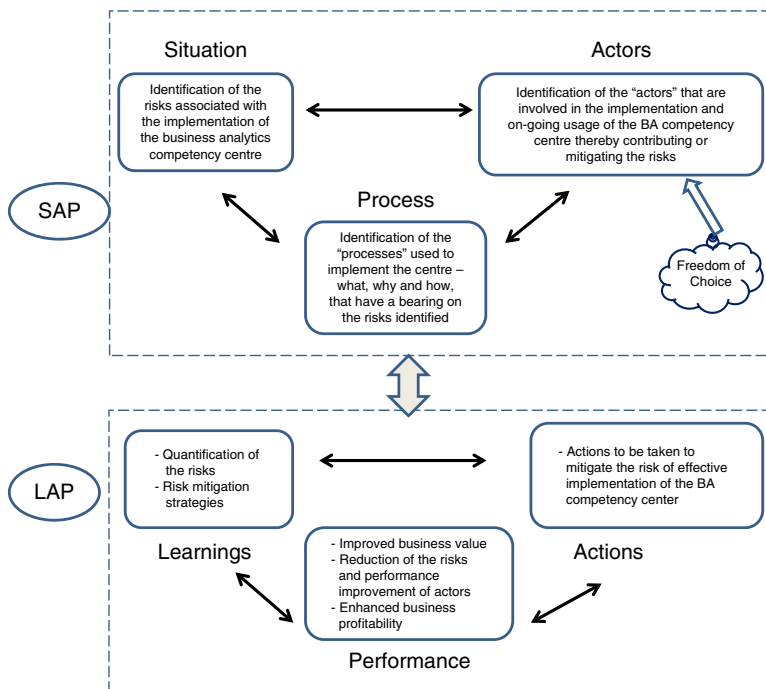 Situation
Actors
Identification of the
risks associated with
the implementation of
the business analytics
competency centre
Identification of the “actors” that are
involved in the implementation and
on-going usage of the BA competency
centre thereby contributing or
mitigating the risks
SAP
Process
Identification of the
“processes” used to
implement the centre –
what, why and how,
that have a bearing on
the risks identified
Freedom of
Choice
LAP
- Quantification of
the risks
- Risk mitigation
strategies
- Actions to be taken to
mitigate the risk of effective
implementation of the BA
competency center
Learnings
- Improved business value
- Reduction of the risks
and performance
improvement of actors
- Enhanced business
profitability
Actions
Performance